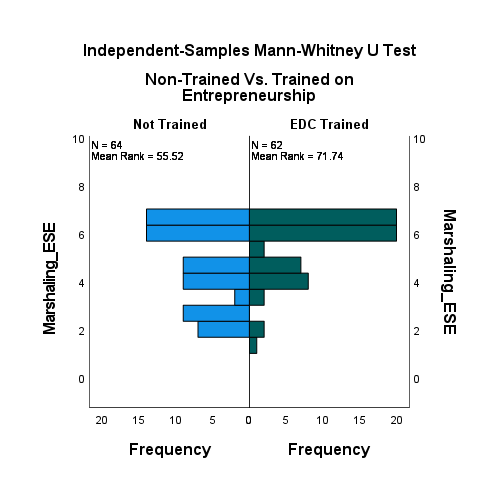 Independent-Samples Mann-Whitney U Test
Non-Trained Vs. Trained on
Entrepreneurship
Not Trained
EDC Trained
N = 64
Mean Rank = 55.52
N = 62
Mean Rank = 71.74
Marshaling_ESE
10
8
6
4
2
0
10
8
6
4
2
0
Marshaling_ESE
20 15 10 5 0 5 10 15 20
Frequency
Frequency